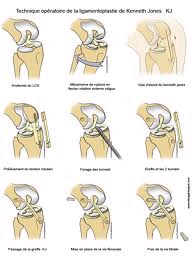 Technique opératoire de la ligamentoplastie de Kenneth Jones   KJ
Anatomie du LCA
Mécanisme de rupture en
flexion rotation externe valgus
Voie d'abord du kenneth jones
Prélèvement du tendon rotulien
Forage des tunnels
Greffe et les 2 tunnels
Passage de la greffe  KJ
Mise en place de la vis fémorale
Puis de la vis tibiale